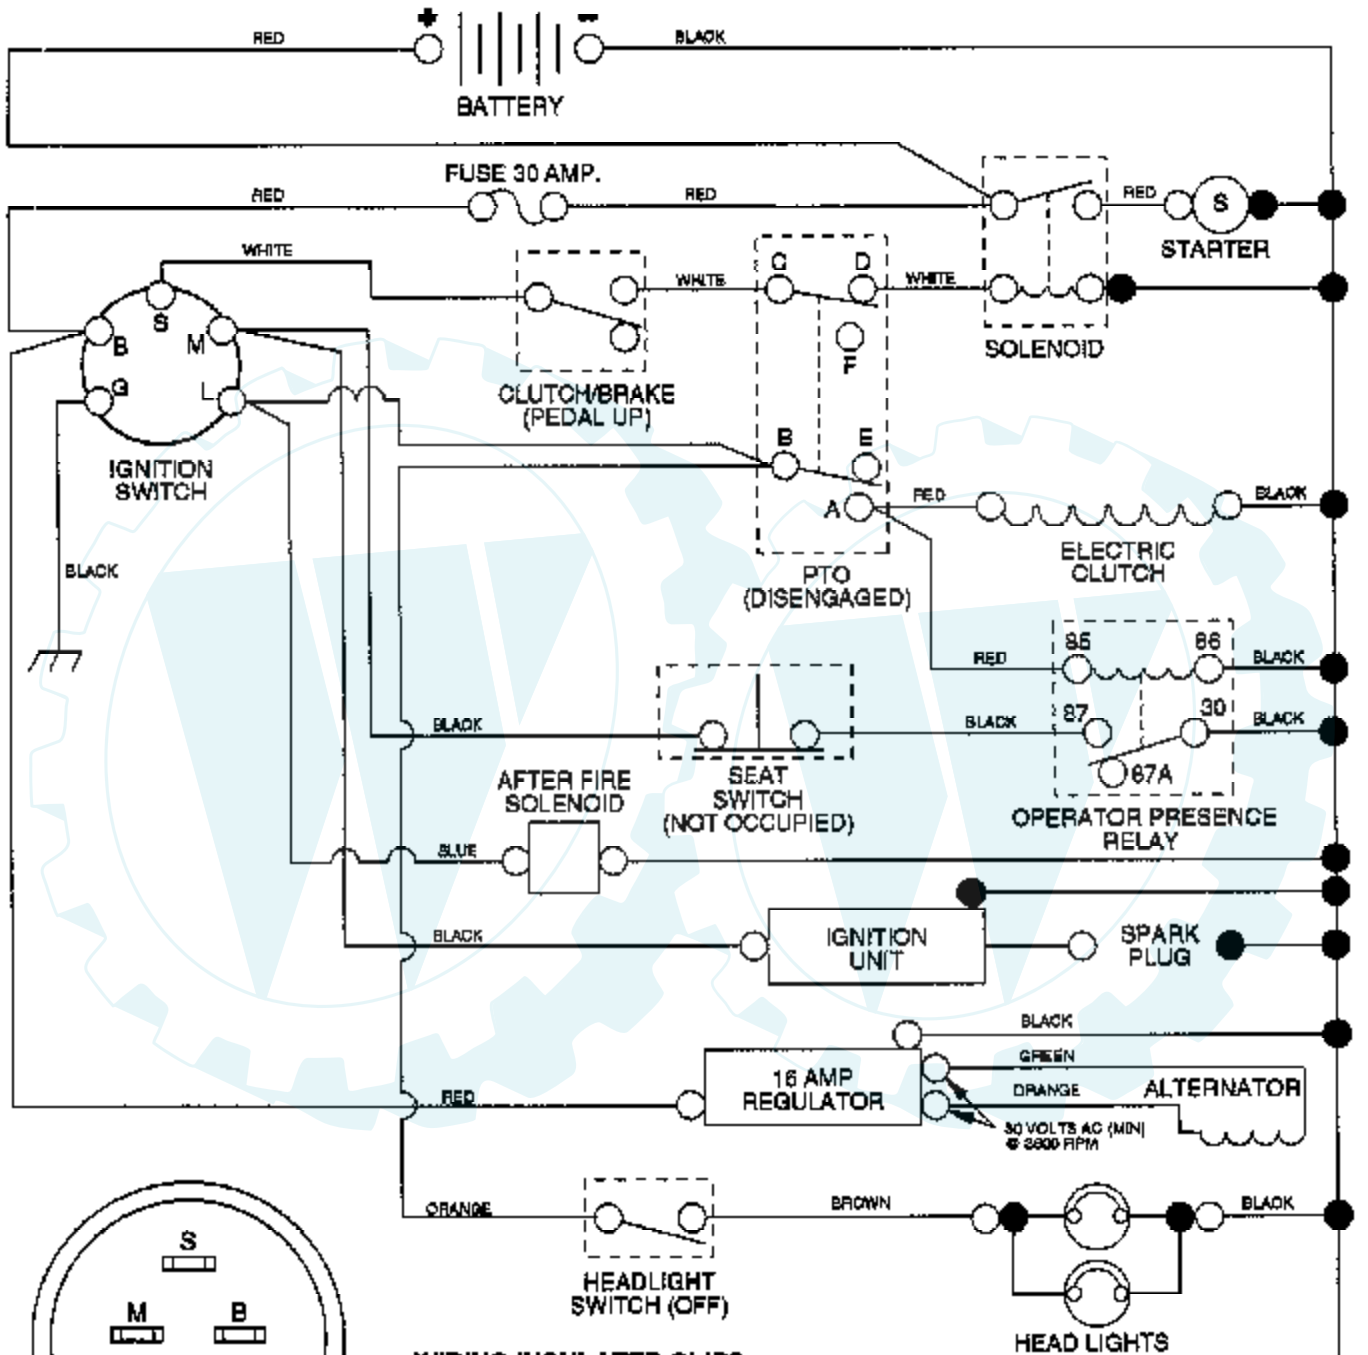 + -
RED
BLACK
BATTERY
FUSE 30 AMP.
RED
RED
RED
S
STARTER
WHITE
WHITE
C D
WHITE
S
B
M
G
L
F
SOLENOID
CLUTCH/BRAKE
(PEDAL UP)
IGNITION
SWITCH
B E
A
RED
BLACK
ELECTRIC
CLUTCH
BLACK
PTO
(DISENGAGED)
85 86
RED
BLACK
87 30
BLACK
BLACK
BLACK
87A
SEAT
SWITCH
(NOT OCCUPIED)
AFTER FIRE
SOLENOID
OPERATOR PRESENCE
RELAY
BLUE
BLACK
IGNITION
UNIT
SPARK
PLUG
BLACK
GREEN
ORANGE
ALTERNATOR
16 AMP
REGULATOR
RED
30 VOLTS AC (MIN)
@ 3600 RPM
ORANGE
BROWN
BLACK
HEADLIGHT
SWITCH (OFF)
HEAD LIGHTS
S
M B